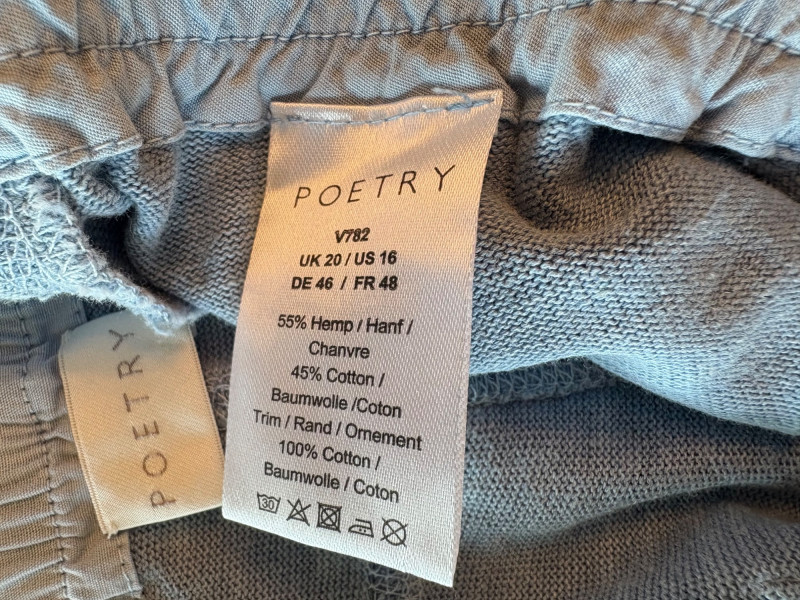 POETRY
V782
UK 20 / US 16
DE 46 / FR 48
55% Hemp / Hanf /
Chanvre
45% Cotton /
Baumwolle /Coton
Trim / Rand / Ornement
100% Cotton /
Baumwolle / Coton
30
POETRY